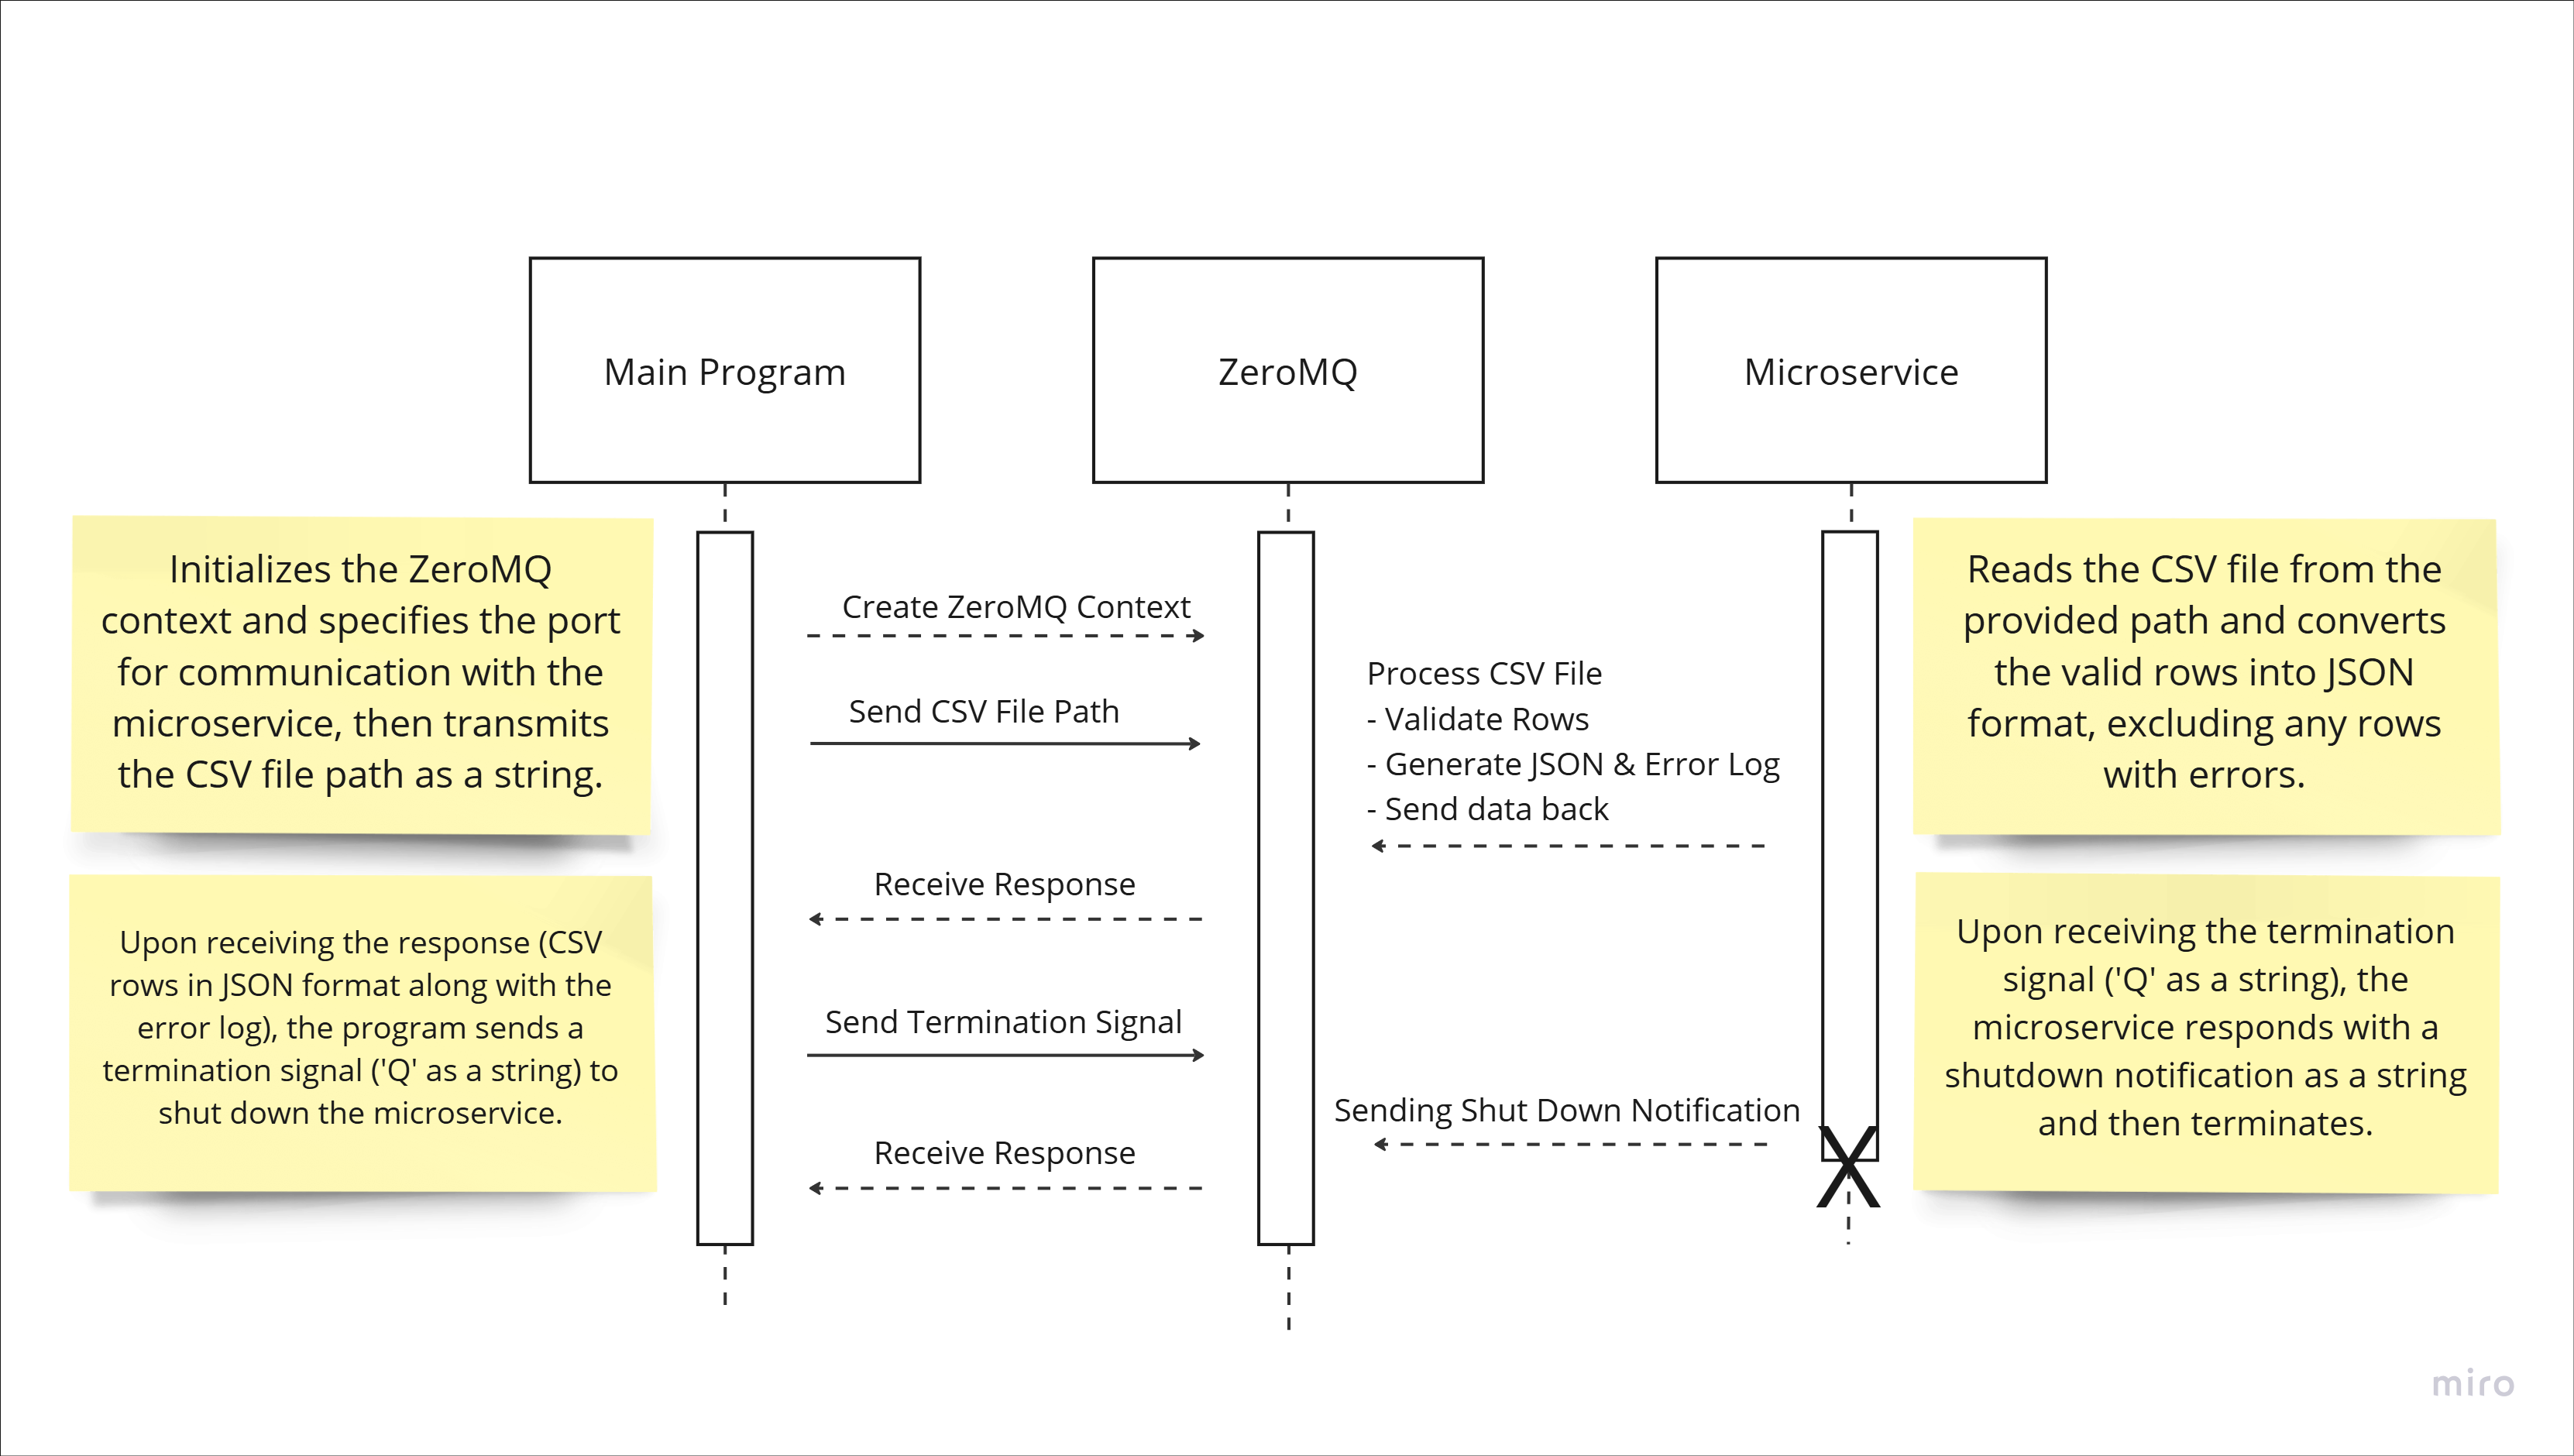 Main Program
ZeroMQ
Microservice
Initializes the ZeroMQ
context and specifies the port
for communication with the
microservice, then transmits
the CSV file path as a string.
Upon receiving the response (CSV
rows in JSON format along with the
error log), the program sends a
termination signal ('Q' as a string) to
shut down the microservice.
Create ZeroMQ Context
Send CSV File Path
Receive Response
Send Termination Signal
Receive Response
Process CSV File
- Validate Rows
- Generate JSON & Error Log
- Send data back
Sending Shut Down Notification
X
Reads the CSV file from the
provided path and converts
the valid rows into JSON
format, excluding any rows
with errors.
Upon receiving the termination
signal ('Q' as a string), the
microservice responds with a
shutdown notification as a string
and then terminates.
miro